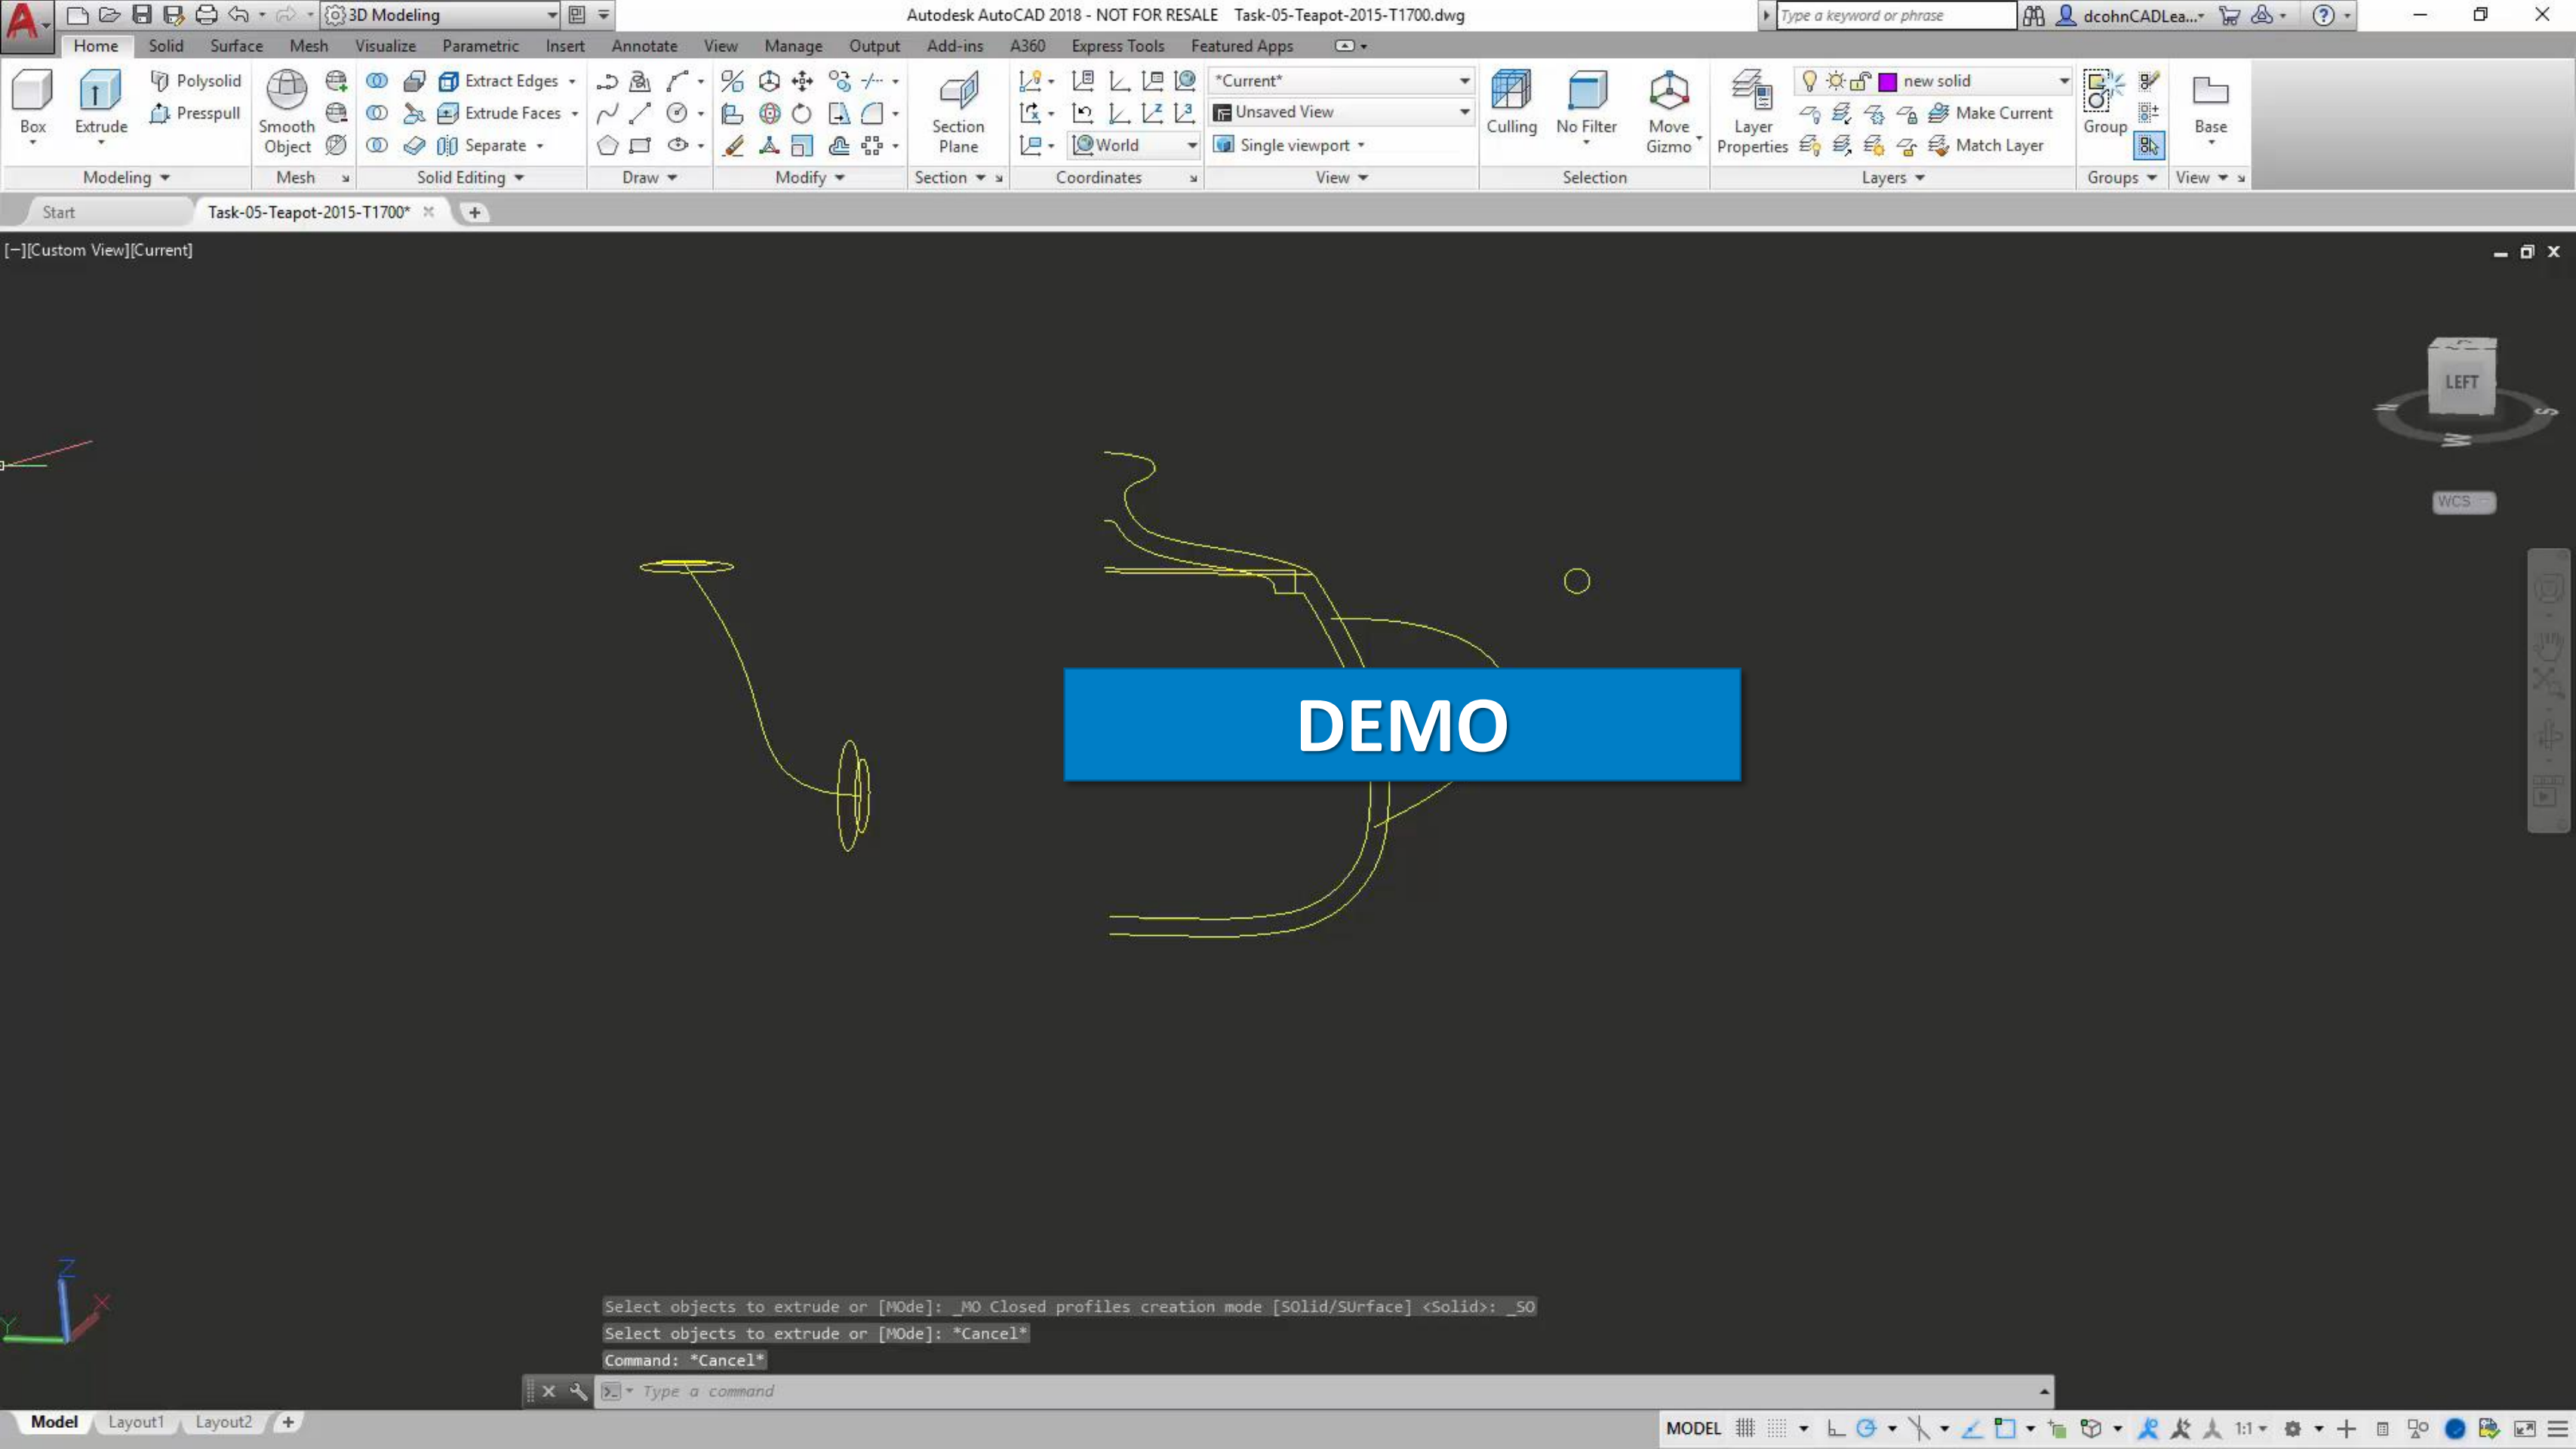 3D Modeling
Autodesk AutoCAD 2018 - NOT FOR RESALE Task-05-Teapot-2015-T1700.dwg
Type a keyword or phrase
dcohnCADLea...
Home Solid Surface Mesh Visualize Parametric Insert Annotate View Manage Output Add-ins A360 Express Tools Featured Apps
Polysolid Extract Edges *Current* new solid
Presspull Extrude Faces Unsaved View Make Current
Box Extrude Smooth Object Separate Section Plane World Single viewport Culling No Filter Move Gizmo Layer Properties Match Layer Group Base
Modeling Mesh Solid Editing Draw Modify Section Coordinates View Selection Layers Groups View
Start Task-05-Teapot-2015-T1700*
[−][Custom View][Current]
LEFT
N S
W
WCS
DEMO
Z
X
Y
Select objects to extrude or [MOde]: _MO Closed profiles creation mode [SOlid/SUrface] <Solid>: _SO
Select objects to extrude or [MOde]: *Cancel*
Command: *Cancel*
Type a command
Model Layout1 Layout2 +
MODEL 1:1